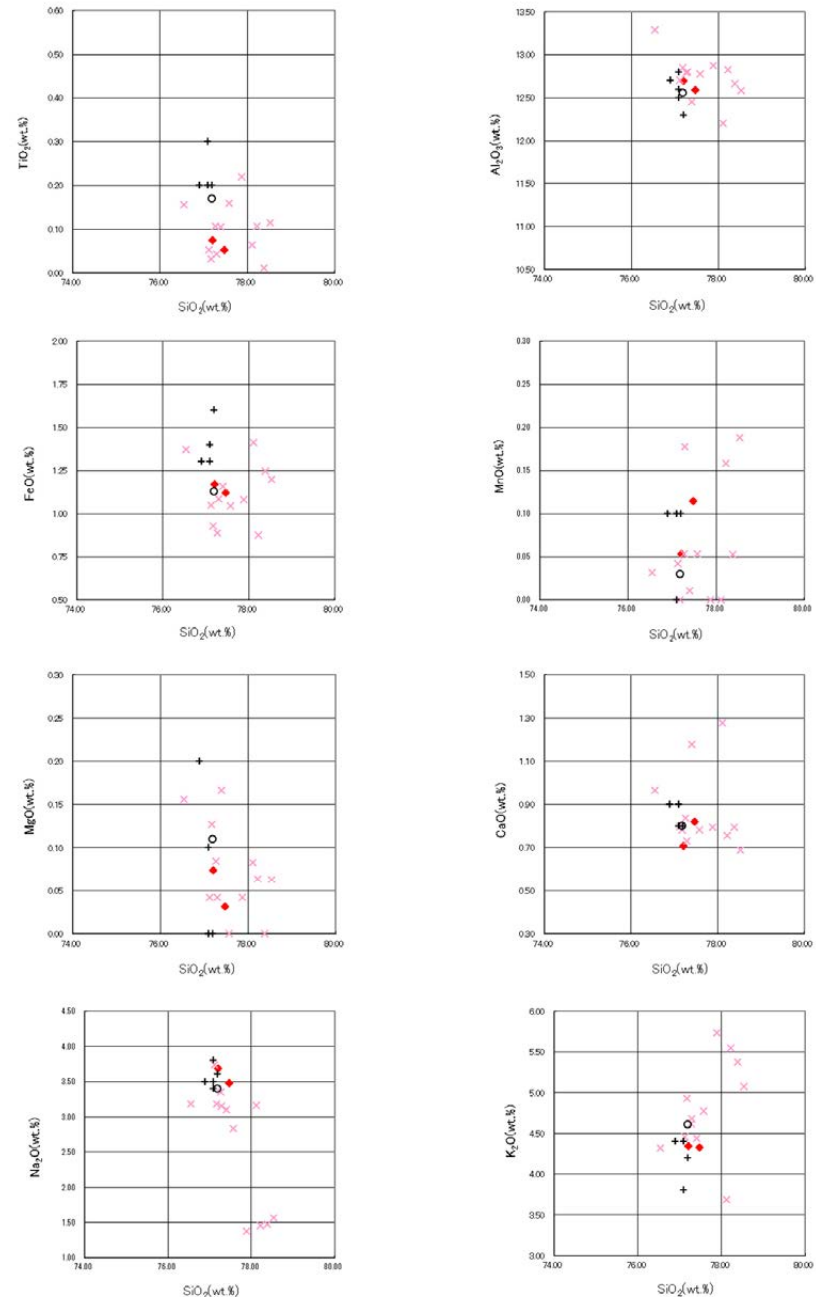 TiO2(wt.%)
0.60
0.50
0.40
0.30
0.20
0.10
0.00
74.00 76.00 78.00 80.00
SiO2(wt.%)
Al2O3(wt.%)
13.50
13.00
12.50
12.00
11.50
11.00
10.50
74.00 76.00 78.00 80.00
SiO2(wt.%)
FeO(wt.%)
2.00
1.75
1.50
1.25
1.00
0.75
0.50
74.00 76.00 78.00 80.00
SiO2(wt.%)
MnO(wt.%)
0.30
0.25
0.20
0.15
0.10
0.05
0.00
74.00 76.00 78.00 80.00
SiO2(wt.%)
MgO(wt.%)
0.30
0.25
0.20
0.15
0.10
0.05
0.00
74.00 76.00 78.00 80.00
SiO2(wt.%)
CaO(wt.%)
1.50
1.30
1.10
0.90
0.70
0.50
0.30
74.00 76.00 78.00 80.00
SiO2(wt.%)
Na2O(wt.%)
4.50
4.00
3.50
3.00
2.50
2.00
1.50
1.00
74.00 76.00 78.00 80.00
SiO2(wt.%)
K2O(wt.%)
6.00
5.50
5.00
4.50
4.00
3.50
3.00
74.00 76.00 78.00 80.00
SiO2(wt.%)